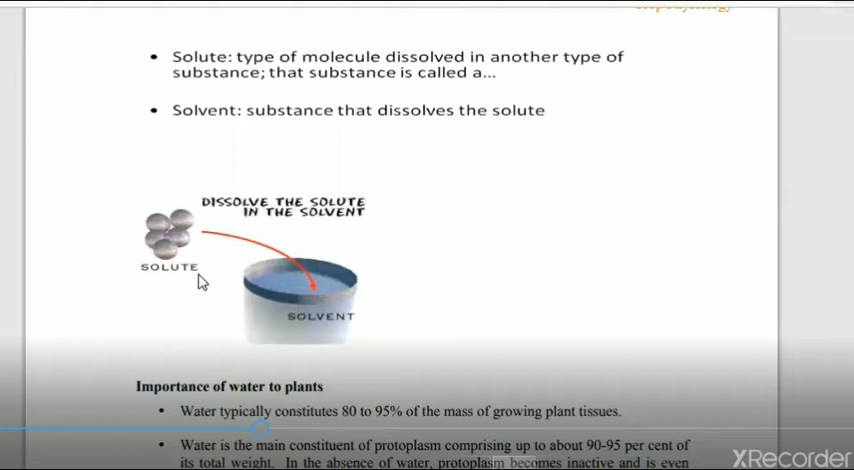 • Solute: type of molecule dissolved in another type of
substance; that substance is called a...
• Solvent: substance that dissolves the solute
DISSOLVE THE SOLUTE
IN THE SOLVENT
SOLUTE
SOLVENT
Importance of water to plants
• Water typically constitutes 80 to 95% of the mass of growing plant tissues.
• Water is the main constituent of protoplasm comprising up to about 90-95 per cent of
its total weight. In the absence of water, protoplasm becomes inactive and is even
XRecorder